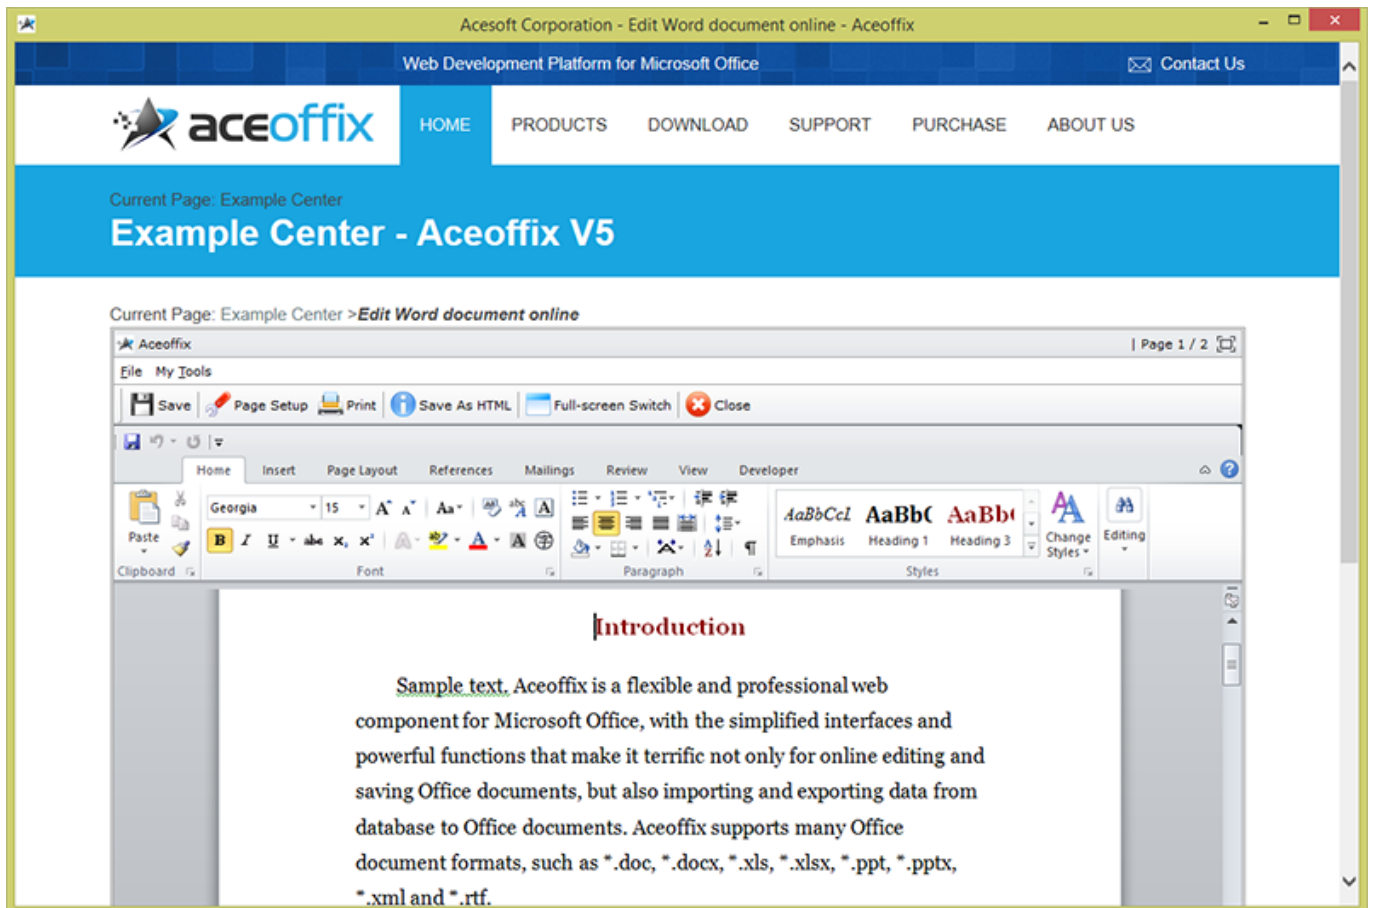 Acesoft Corporation - Edit Word document online - Aceoffix
Web Development Platform for Microsoft Office
Contact Us
aceoffix
HOME PRODUCTS DOWNLOAD SUPPORT PURCHASE ABOUT US
Current Page: Example Center
Example Center - Aceoffix V5
Current Page: Example Center >Edit Word document online
Aceoffix | Page 1 / 2
File My Tools
Save Page Setup Print Save As HTML Full-screen Switch Close
Home Insert Page Layout References Mailings Review View Developer
Georgia 15 A A Aa abc A
Paste B I U abe x, x² ab A A
AaBbCcI AaBb( AaBb(
Emphasis Heading 1 Heading 3 Change Styles Editing
Clipboard Font Paragraph Styles
Introduction
Sample text. Aceoffix is a flexible and professional web
component for Microsoft Office, with the simplified interfaces and
powerful functions that make it terrific not only for online editing and
saving Office documents, but also importing and exporting data from
database to Office documents. Aceoffix supports many Office
document formats, such as *.doc, *.docx, *.xls, *.xlsx, *.ppt, *.pptx,
*.xml and *.rtf.